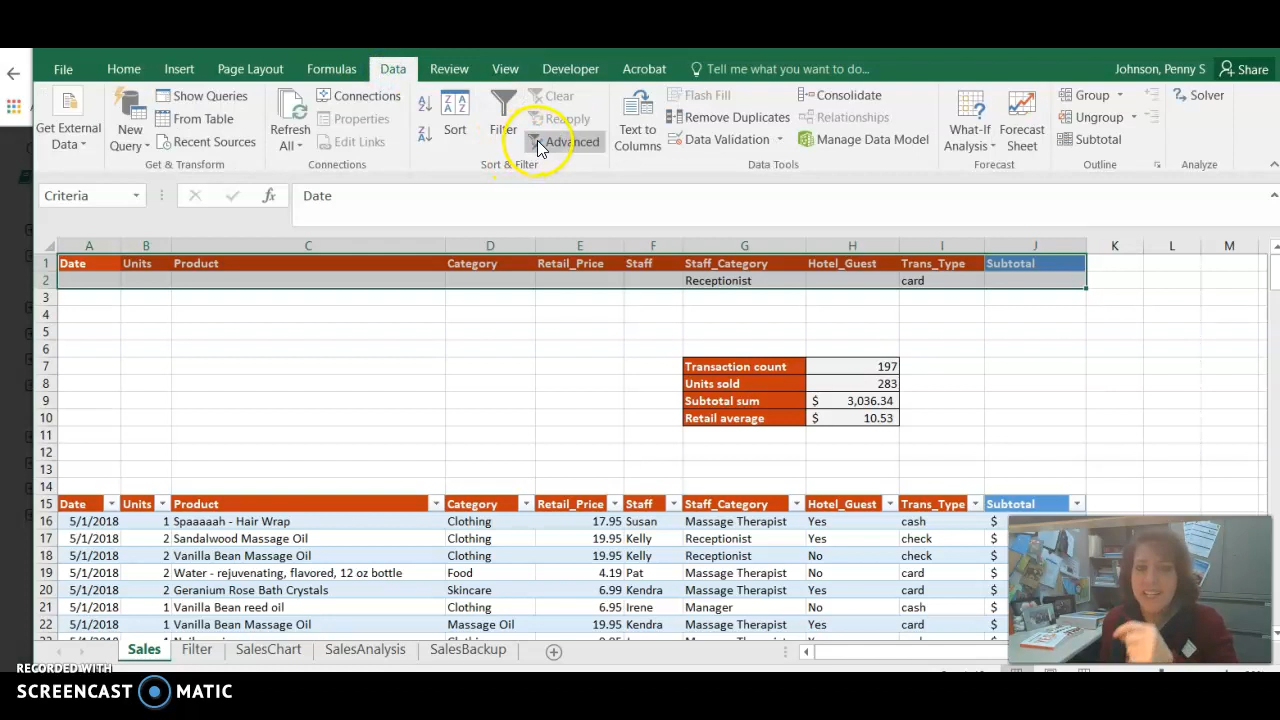 File Home Insert Page Layout Formulas Data Review View Developer Acrobat Tell me what you want to do... Johnson, Penny S Share
Get External Data
New Query
Show Queries
From Table
Recent Sources
Get & Transform
Refresh All
Connections
Properties
Edit Links
Connections
Sort
Filter
Clear
Reapply
Advanced
Sort & Filter
Text to Columns
Flash Fill
Remove Duplicates
Data Validation
Consolidate
Relationships
Manage Data Model
Data Tools
What-If Analysis
Forecast Sheet
Forecast
Group
Ungroup
Subtotal
Outline
Solver
Analyze
Criteria fx Date
A B C D E F G H I J K L M
1 Date Units Product Category Retail_Price Staff Staff_Category Hotel_Guest Trans_Type Subtotal
2 Receptionist card
3
4
5
6
7 Transaction count 197
8 Units sold 283
9 Subtotal sum $ 3,036.34
10 Retail average $ 10.53
11
12
13
14
15 Date Units Product Category Retail_Price Staff Staff_Category Hotel_Guest Trans_Type Subtotal
16 5/1/2018 1 Spaaaaah - Hair Wrap Clothing 17.95 Susan Massage Therapist Yes cash $
17 5/1/2018 2 Sandalwood Massage Oil Clothing 19.95 Kelly Receptionist Yes check $
18 5/1/2018 2 Vanilla Bean Massage Oil Clothing 19.95 Kelly Receptionist No check $
19 5/1/2018 2 Water - rejuvenating, flavored, 12 oz bottle Food 4.19 Pat Massage Therapist No card $
20 5/1/2018 2 Geranium Rose Bath Crystals Skincare 6.99 Kendra Massage Therapist Yes card $
21 5/1/2018 1 Vanilla Bean reed oil Clothing 6.95 Irene Manager No cash $
22 5/1/2018 1 Vanilla Bean Massage Oil Massage Oil 19.95 Kendra Massage Therapist Yes card $
Sales Filter SalesChart SalesAnalysis SalesBackup
RECORDED WITH
SCREENCAST MATIC